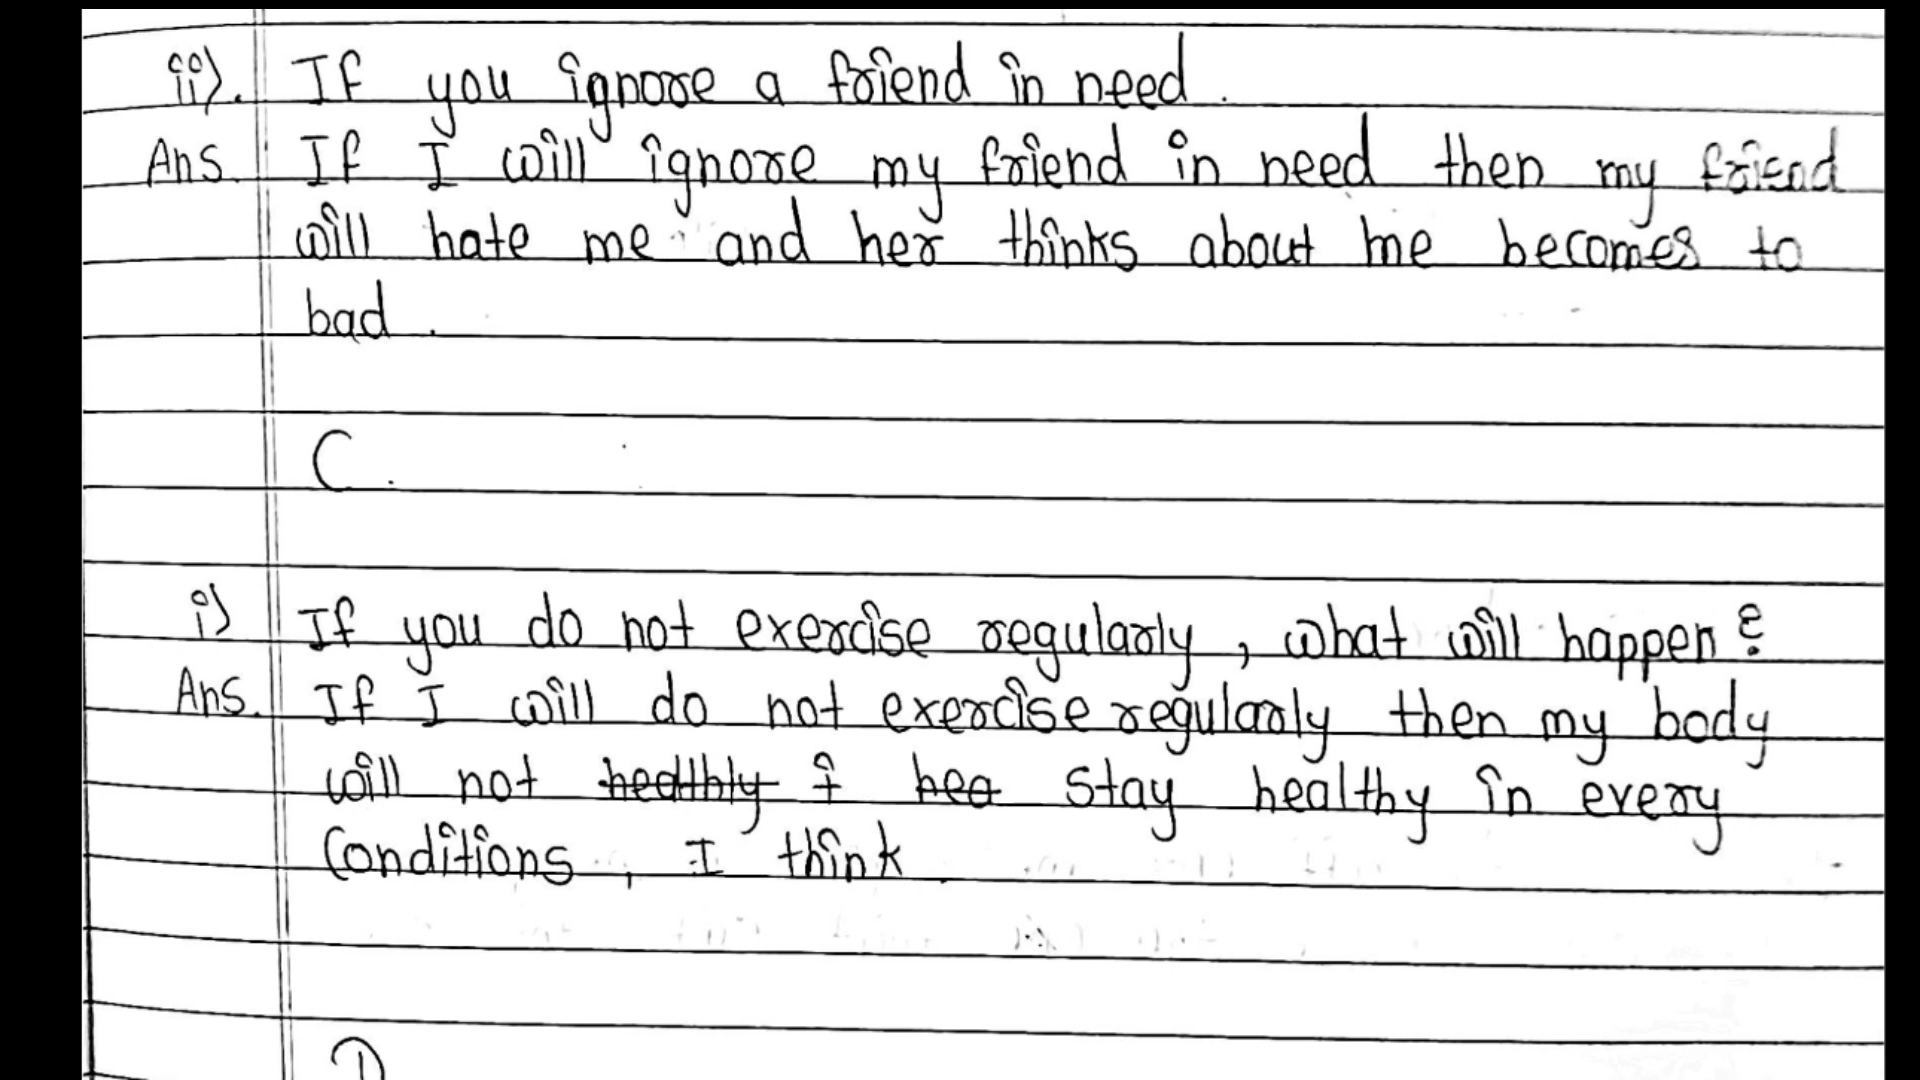 ii). If you ignore a friend in need.
Ans. If I will ignore my friend in need then my friend
will hate me and her thinks about me becomes to
bad.
C.
i) If you do not exercise regularly, what will happen?
Ans. If I will do not exercise regularly then my body
will not healthly I hea stay healthy in every
Conditions, I think.
D